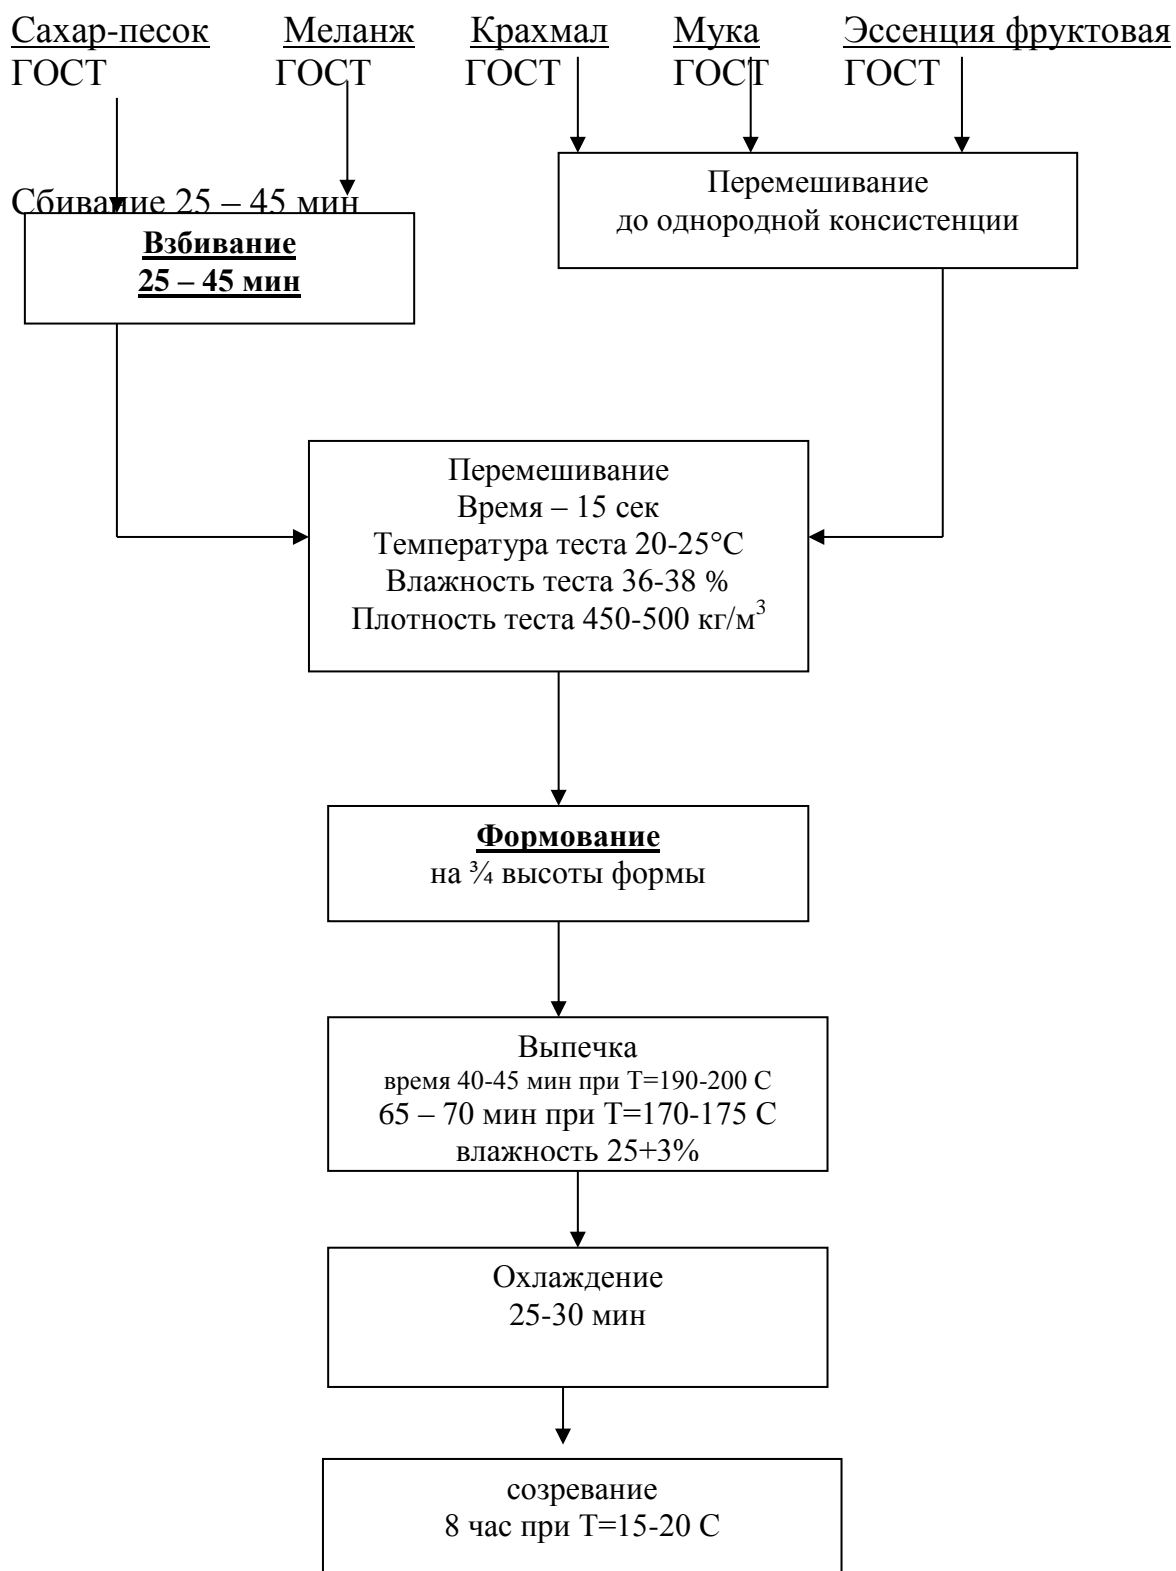 Сахар-песок Меланж Крахмал Мука Эссенция фруктовая
ГОСТ ГОСТ ГОСТ ГОСТ ГОСТ
Сбивание 25 – 45 мин
Взбивание
25 – 45 мин
Перемешивание
до однородной консистенции
Перемешивание
Время – 15 сек
Температура теста 20-25°С
Влажность теста 36-38 %
Плотность теста 450-500 кг/м³
Формование
на ¾ высоты формы
Выпечка
время 40-45 мин при Т=190-200 С
65 – 70 мин при Т=170-175 С
влажность 25+3%
Охлаждение
25-30 мин
созревание
8 час при Т=15-20 С